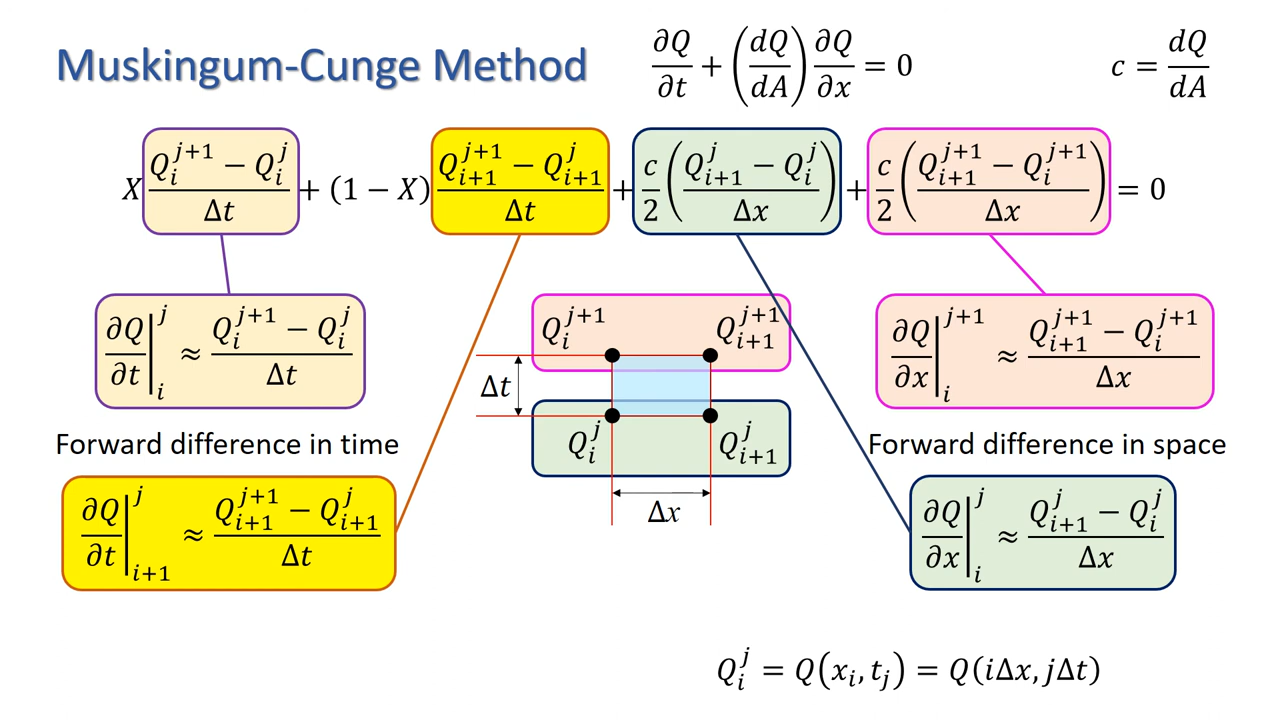 Muskingum-Cunge Method
∂Q/∂t + (dQ/dA) ∂Q/∂x = 0
c = dQ/dA
X (Q_i^{j+1} − Q_i^j)/Δt + (1 − X) (Q_{i+1}^{j+1} − Q_{i+1}^j)/Δt + c/2 ((Q_{i+1}^j − Q_i^j)/Δx) + c/2 ((Q_{i+1}^{j+1} − Q_i^{j+1})/Δx) = 0
∂Q/∂t |_i^j ≈ (Q_i^{j+1} − Q_i^j)/Δt
Forward difference in time
∂Q/∂t |_{i+1}^j ≈ (Q_{i+1}^{j+1} − Q_{i+1}^j)/Δt
Q_i^{j+1} Q_{i+1}^{j+1}
Δt
Q_i^j Q_{i+1}^j
Δx
∂Q/∂x |_i^{j+1} ≈ (Q_{i+1}^{j+1} − Q_i^{j+1})/Δx
Forward difference in space
∂Q/∂x |_i^j ≈ (Q_{i+1}^j − Q_i^j)/Δx
Q_i^j = Q(x_i, t_j) = Q(iΔx, jΔt)